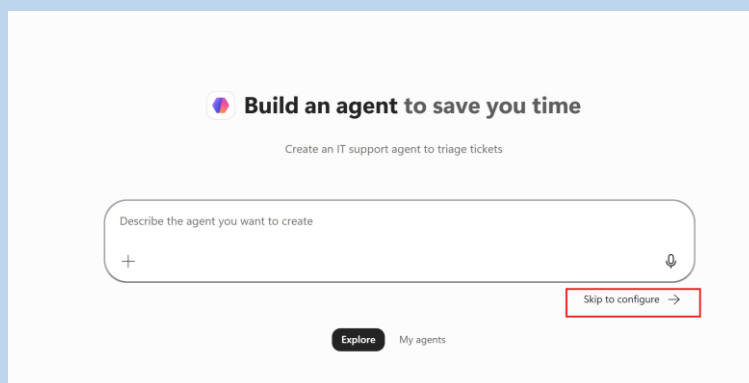 Build an agent to save you time
Create an IT support agent to triage tickets
Describe the agent you want to create
Skip to configure
Explore
My agents